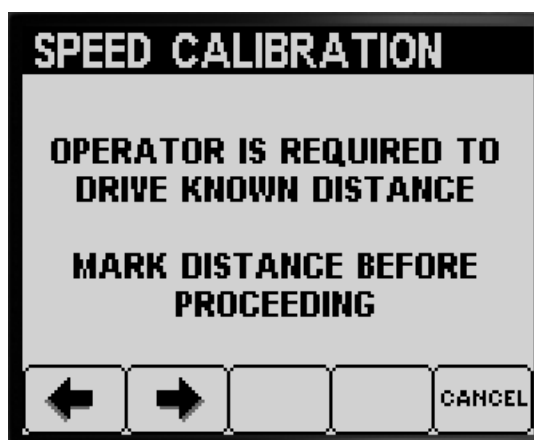 SPEED CALIBRATION
OPERATOR IS REQUIRED TO
DRIVE KNOWN DISTANCE
MARK DISTANCE BEFORE
PROCEEDING
CANCEL